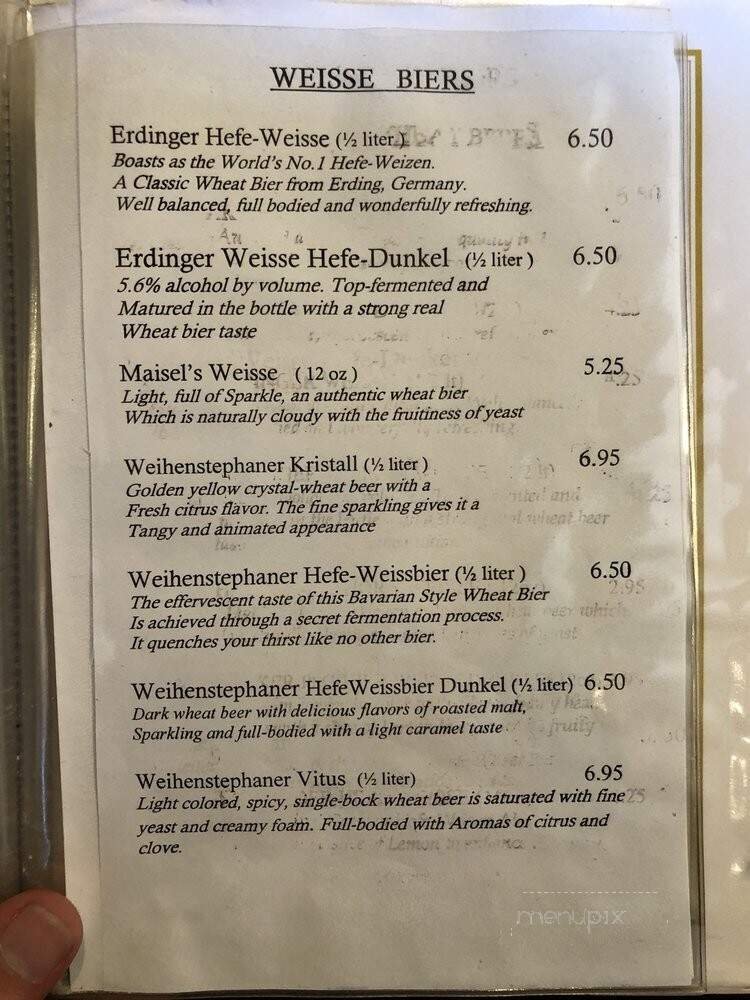 WEISSE BIERS
Erdinger Hefe-Weisse (½ liter ) 6.50
Boasts as the World's No.1 Hefe-Weizen.
A Classic Wheat Bier from Erding, Germany.
Well balanced, full bodied and wonderfully refreshing.
Erdinger Weisse Hefe-Dunkel (½ liter ) 6.50
5.6% alcohol by volume. Top-fermented and
Matured in the bottle with a strong real
Wheat bier taste
Maisel's Weisse ( 12 oz ) 5.25
Light, full of Sparkle, an authentic wheat bier
Which is naturally cloudy with the fruitiness of yeast
Weihenstephaner Kristall (½ liter ) 6.95
Golden yellow crystal-wheat beer with a
Fresh citrus flavor. The fine sparkling gives it a
Tangy and animated appearance
Weihenstephaner Hefe-Weissbier (½ liter ) 6.50
The effervescent taste of this Bavarian Style Wheat Bier
Is achieved through a secret fermentation process.
It quenches your thirst like no other bier.
Weihenstephaner HefeWeissbier Dunkel (½ liter) 6.50
Dark wheat beer with delicious flavors of roasted malt,
Sparkling and full-bodied with a light caramel taste
Weihenstephaner Vitus (½ liter) 6.95
Light colored, spicy, single-bock wheat beer is saturated with fine
yeast and creamy foam. Full-bodied with Aromas of citrus and
clove.
menupix